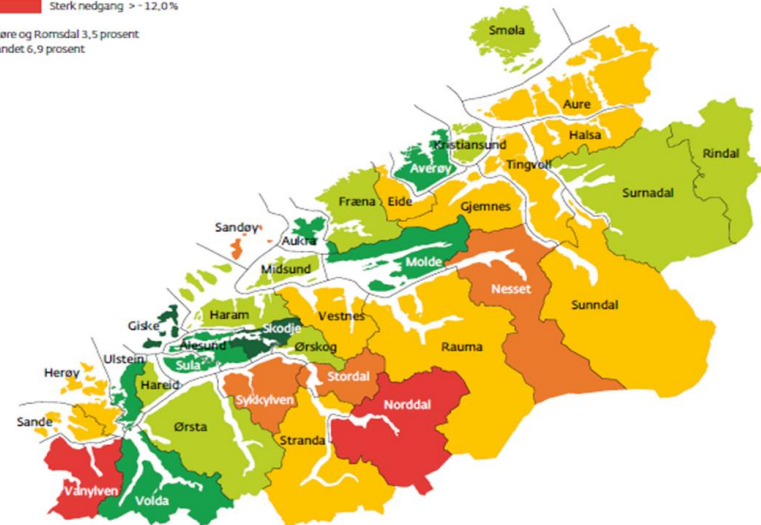 Sterk nedgang > - 12,0%
øre og Romsdal 3,5 prosent
andet 6,9 prosent
Smøla
Aure
Halsa
Kristiansund
Rindal
Averøy
Tingvoll
Surnadal
Fræna
Eide
Gjemnes
Sandøy
Aukra
Molde
Midsund
Nesset
Sunndal
Haram
Vestnes
Giske
Skodje
Ålesund
Ørskog
Rauma
Ulstein
Sula
Herøy
Hareid
Stordal
Sykkylven
Norddal
Sande
Ørsta
Stranda
Vanylven
Volda